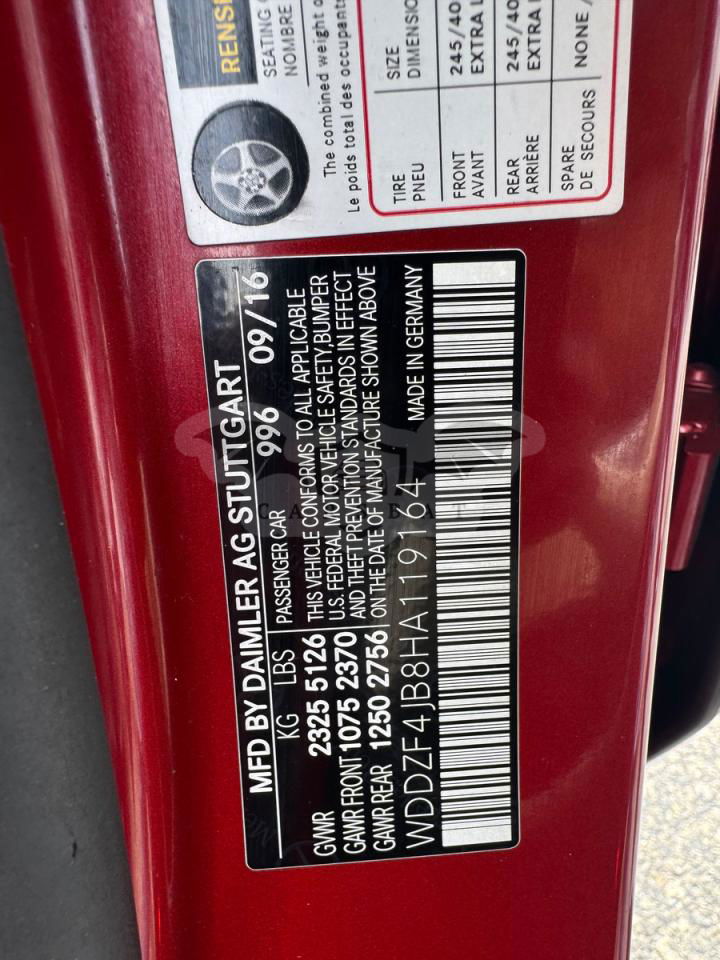 MFD BY DAIMLER AG STUTTGART
996 09/16
KG LBS PASSENGER CAR
GVWR 2325 5126 THIS VEHICLE CONFORMS TO ALL APPLICABLE
GAWR FRONT 1075 2370 U.S. FEDERAL MOTOR VEHICLE SAFETY, BUMPER
AND THEFT PREVENTION STANDARDS IN EFFECT
GAWR REAR 1250 2756 ON THE DATE OF MANUFACTURE SHOWN ABOVE
MADE IN GERMANY
WDDZF4JB8HA119164
SEATING
NOMBRE
The combined weight
Le poids total des
TIRE SIZE
PNEU
FRONT 245/40
AVANT EXTRA
REAR 245/40
ARRIÈRE EXTRA
SPARE NONE /
DE SECOURS